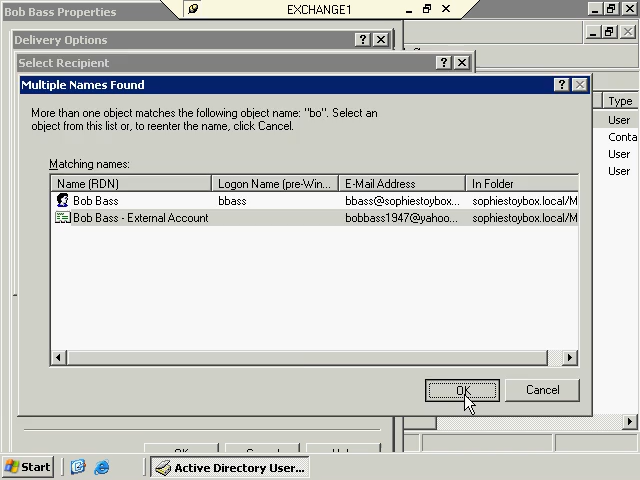 Bob Bass Properties
EXCHANGE1
Delivery Options
Select Recipient
Multiple Names Found
More than one object matches the following object name: "bo". Select an
object from this list or, to reenter the name, click Cancel.
Matching names:
Name (RDN) Logon Name (pre-Win... E-Mail Address In Folder
Bob Bass bbass bbass@sophiestoybox... sophiestoybox.local/M
Bob Bass - External Account bobbass1947@yahoo... sophiestoybox.local/M
Type
User
Conta
User
User
OK Cancel
Start Active Directory User...